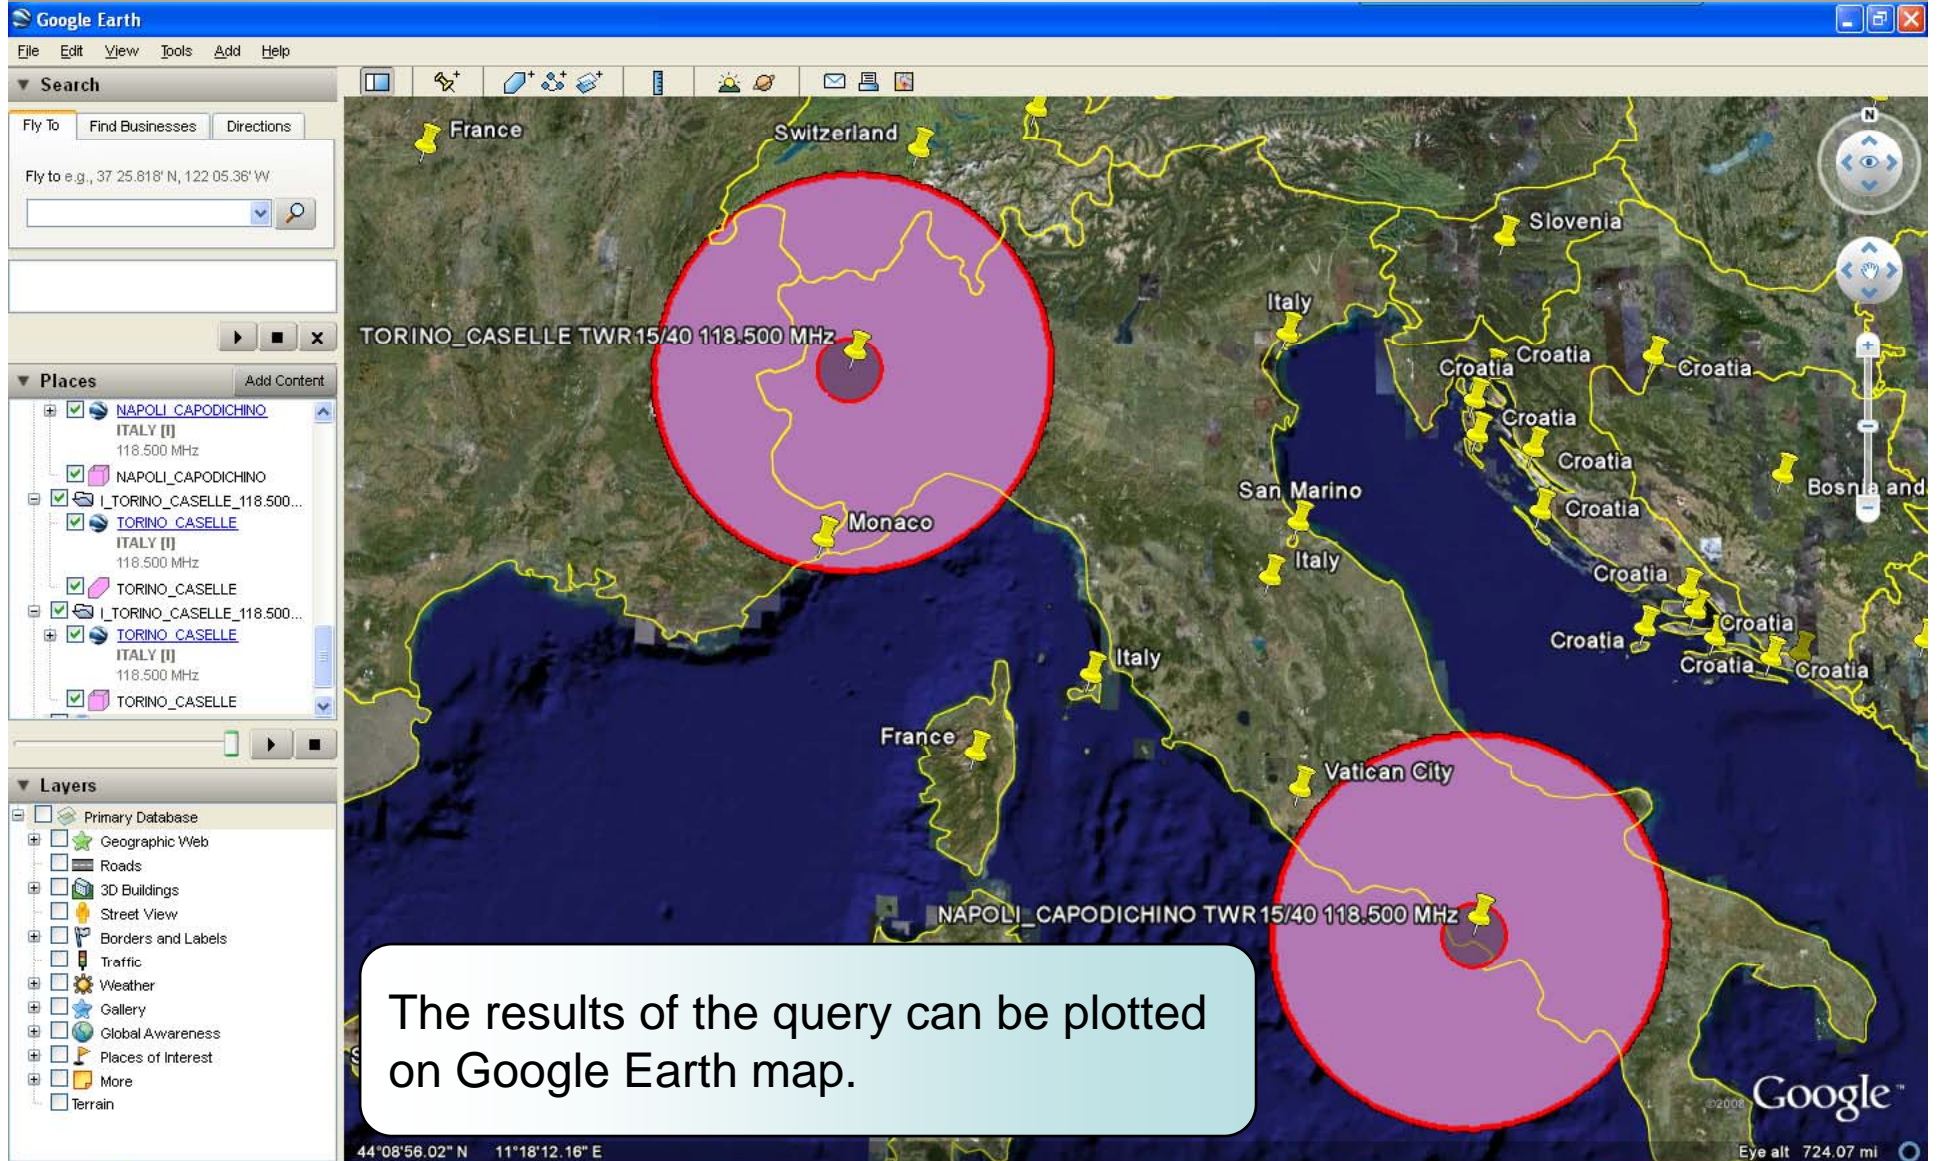 Google Earth
File Edit View Tools Add Help
Search
Fly To Find Businesses Directions
Fly to e.g., 37 25.818' N, 122 05.36' W
Places
Add Content
NAPOLI_CAPODICHINO
ITALY [I]
118.500 MHz
NAPOLI_CAPODICHINO
I_TORINO_CASELLE_118.500...
TORINO_CASELLE
ITALY [I]
118.500 MHz
TORINO_CASELLE
I_TORINO_CASELLE_118.500...
TORINO_CASELLE
ITALY [I]
118.500 MHz
TORINO_CASELLE
Layers
Primary Database
Geographic Web
Roads
3D Buildings
Street View
Borders and Labels
Traffic
Weather
Gallery
Global Awareness
Places of Interest
More
Terrain
France
Switzerland
N
Slovenia
Italy
TORINO_CASELLE TWR 15/40 118.500 MHz
Croatia
Croatia
Croatia
Croatia
Croatia
San Marino
Bosnia and
Croatia
Monaco
Italy
Croatia
Croatia
Croatia
Italy
Croatia
Croatia
France
Vatican City
NAPOLI_CAPODICHINO TWR 15/40 118.500 MHz
The results of the query can be plotted
on Google Earth map.
©2008 Google™
44°08'56.02" N 11°18'12.16" E
Eye alt 724.07 mi